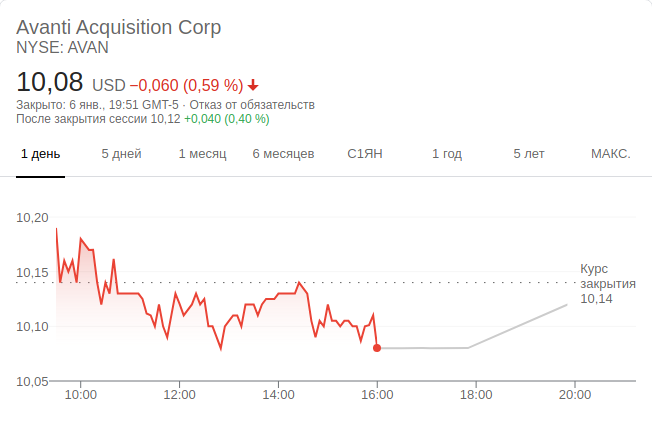 Avanti Acquisition Corp
NYSE: AVAN
10,08 USD −0,060 (0,59 %)
Закрыто: 6 янв., 19:51 GMT-5 · Отказ от обязательств
После закрытия сессии 10,12 +0,040 (0,40 %)
1 день 5 дней 1 месяц 6 месяцев С1ЯН 1 год 5 лет МАКС.
10,20
10,15
10,10
10,05
Курс
закрытия
10,14
10:00 12:00 14:00 16:00 18:00 20:00